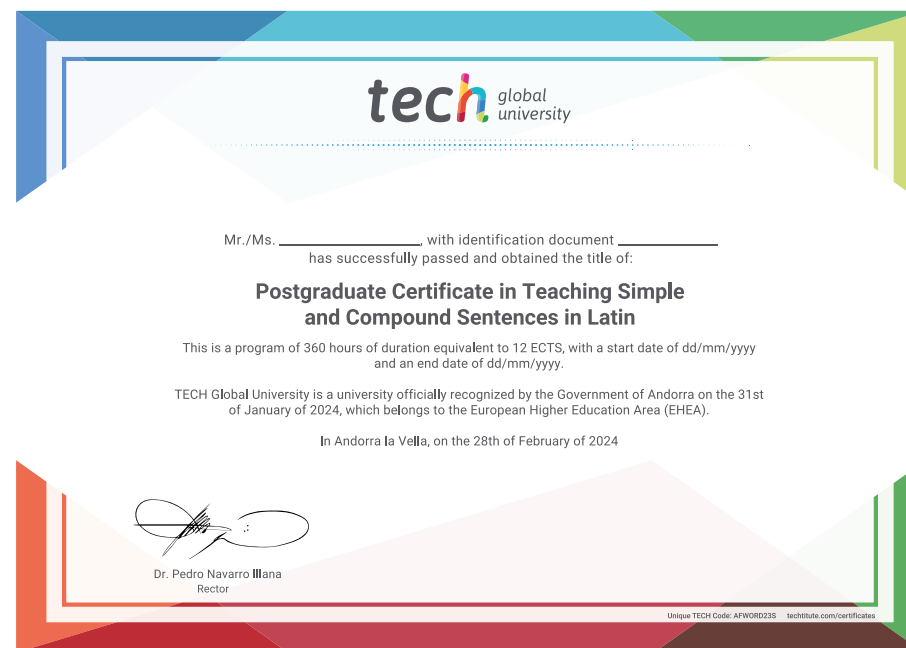 tech global
university
Mr./Ms. ____________________, with identification document ______________
has successfully passed and obtained the title of:
Postgraduate Certificate in Teaching Simple
and Compound Sentences in Latin
This is a program of 360 hours of duration equivalent to 12 ECTS, with a start date of dd/mm/yyyy
and an end date of dd/mm/yyyy.
TECH Global University is a university officially recognized by the Government of Andorra on the 31st
of January of 2024, which belongs to the European Higher Education Area (EHEA).
In Andorra la Vella, on the 28th of February of 2024
Dr. Pedro Navarro Illana
Rector
Unique TECH Code: AFWORD23S techtitute.com/certificates